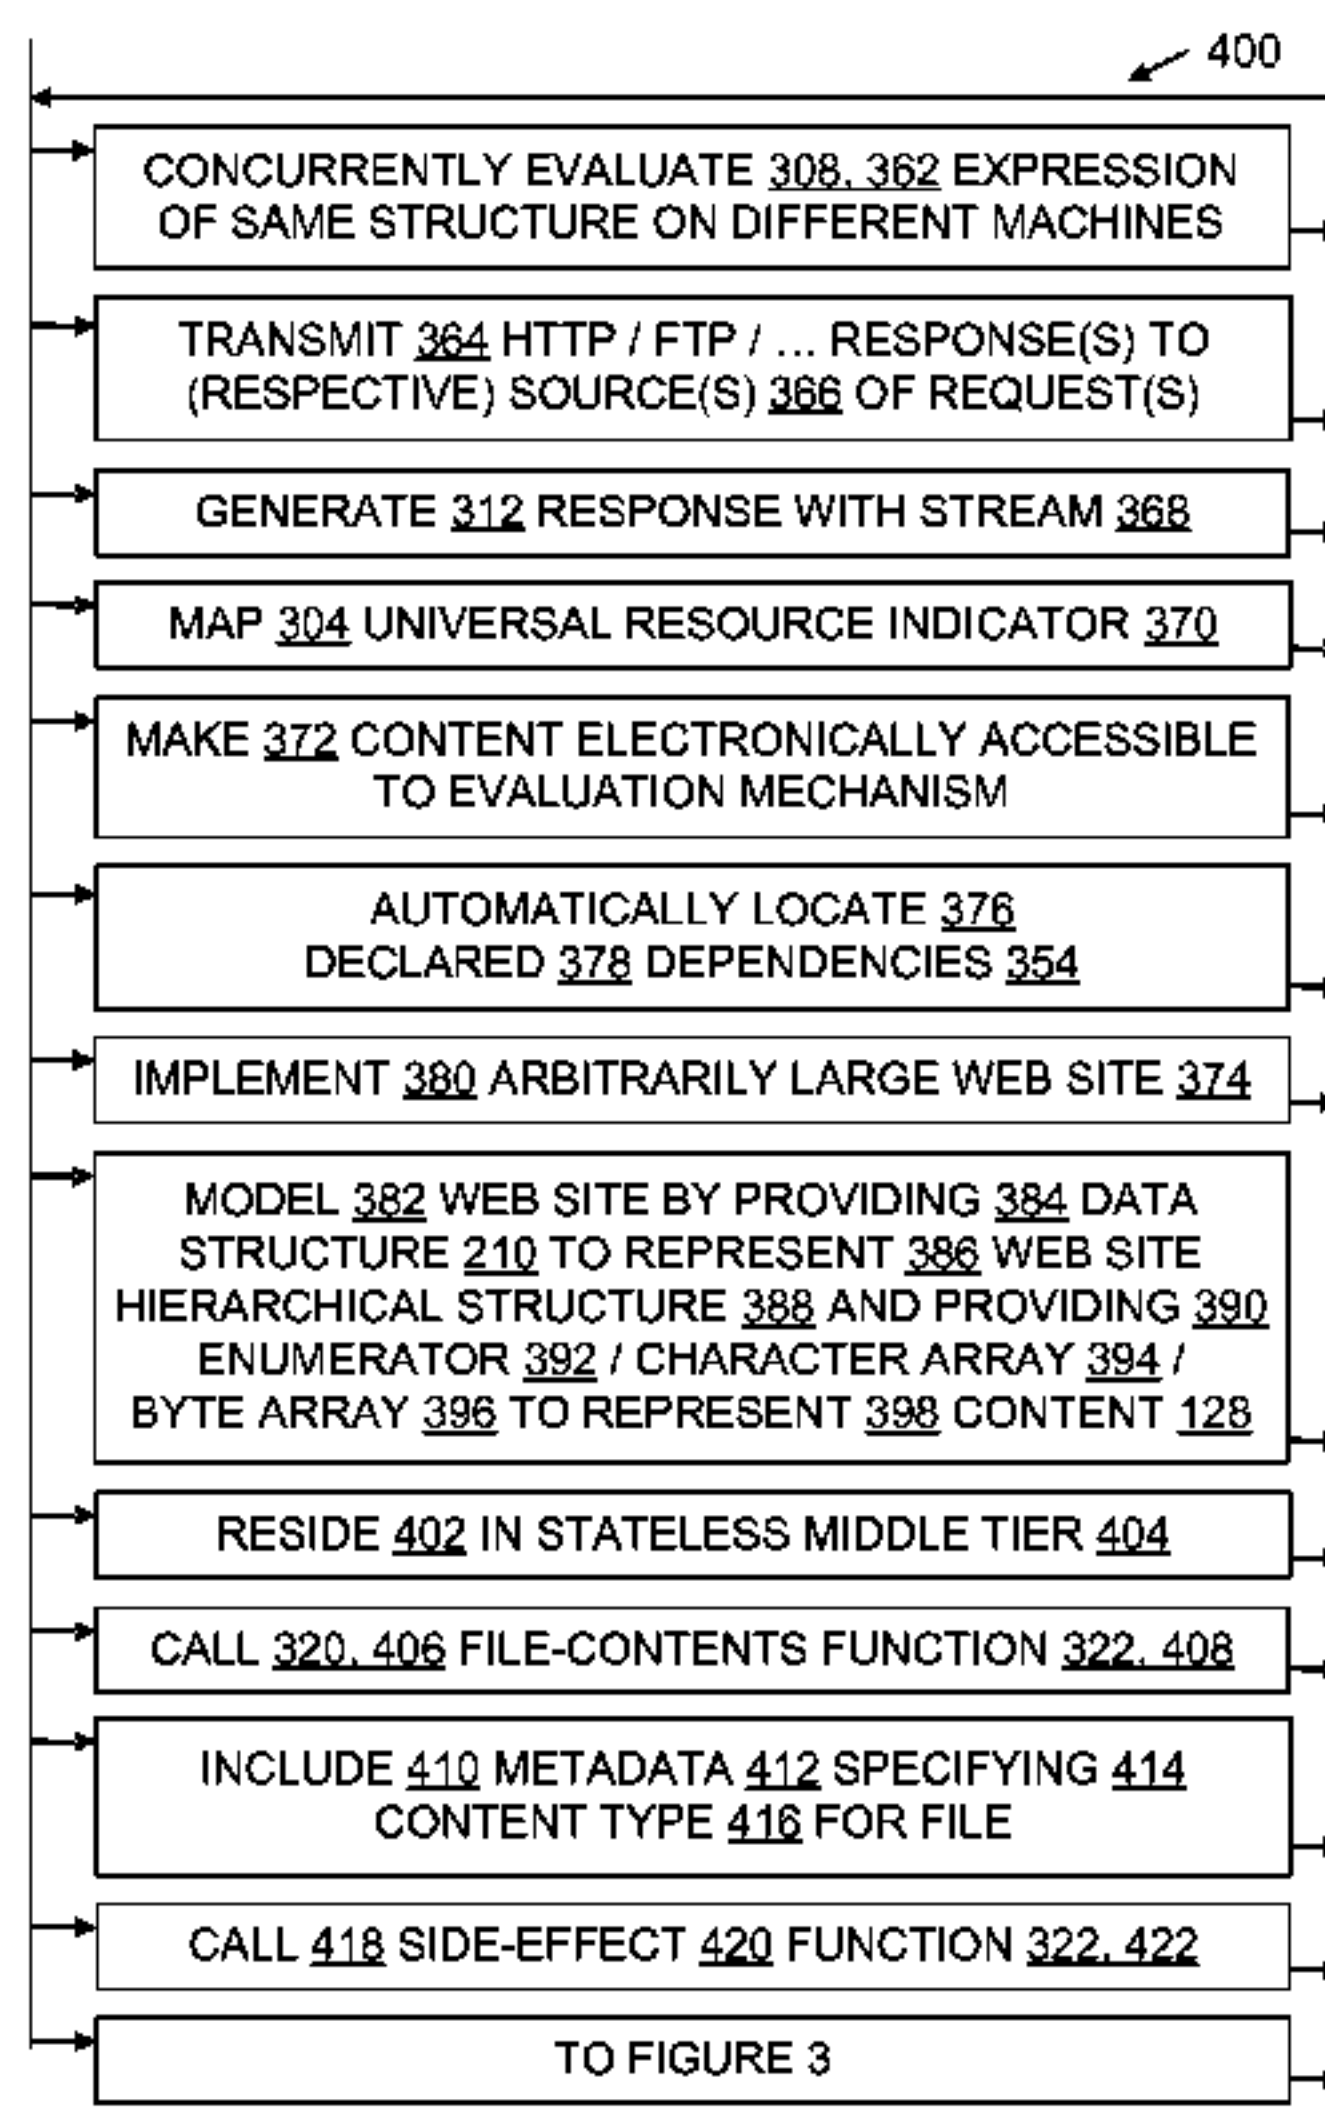 400
CONCURRENTLY EVALUATE 308, 362 EXPRESSION
OF SAME STRUCTURE ON DIFFERENT MACHINES
TRANSMIT 364 HTTP / FTP / ... RESPONSE(S) TO
(RESPECTIVE) SOURCE(S) 366 OF REQUEST(S)
GENERATE 312 RESPONSE WITH STREAM 368
MAP 304 UNIVERSAL RESOURCE INDICATOR 370
MAKE 372 CONTENT ELECTRONICALLY ACCESSIBLE
TO EVALUATION MECHANISM
AUTOMATICALLY LOCATE 376
DECLARED 378 DEPENDENCIES 354
IMPLEMENT 380 ARBITRARILY LARGE WEB SITE 374
MODEL 382 WEB SITE BY PROVIDING 384 DATA
STRUCTURE 210 TO REPRESENT 386 WEB SITE
HIERARCHICAL STRUCTURE 388 AND PROVIDING 390
ENUMERATOR 392 / CHARACTER ARRAY 394 /
BYTE ARRAY 396 TO REPRESENT 398 CONTENT 128
RESIDE 402 IN STATELESS MIDDLE TIER 404
CALL 320, 406 FILE-CONTENTS FUNCTION 322, 408
INCLUDE 410 METADATA 412 SPECIFYING 414
CONTENT TYPE 416 FOR FILE
CALL 418 SIDE-EFFECT 420 FUNCTION 322, 422
TO FIGURE 3